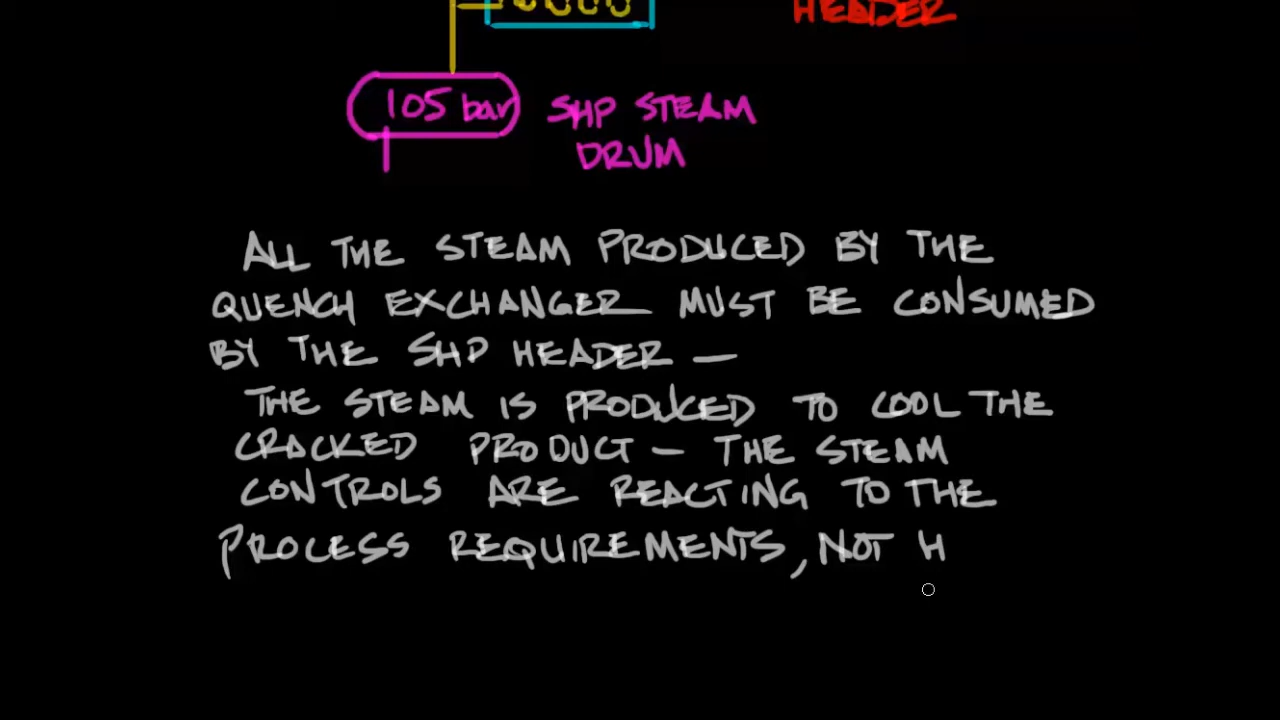 HEADER
105 bar SHP STEAM
DRUM
ALL THE STEAM PRODUCED BY THE
QUENCH EXCHANGER MUST BE CONSUMED
BY THE SHP HEADER —
THE STEAM IS PRODUCED TO COOL THE
CRACKED PRODUCT — THE STEAM
CONTROLS ARE REACTING TO THE
PROCESS REQUIREMENTS, NOT H